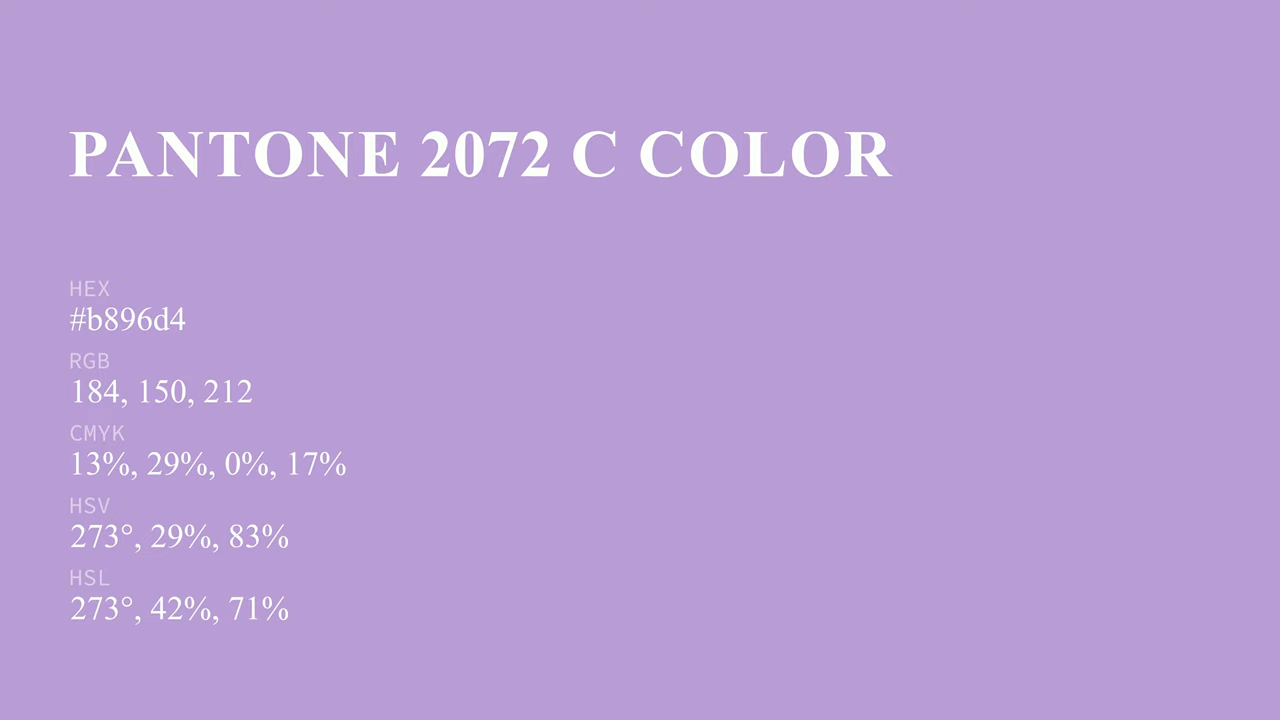 PANTONE 2072 C COLOR
HEX
#b896d4
RGB
184, 150, 212
CMYK
13%, 29%, 0%, 17%
HSV
273°, 29%, 83%
HSL
273°, 42%, 71%